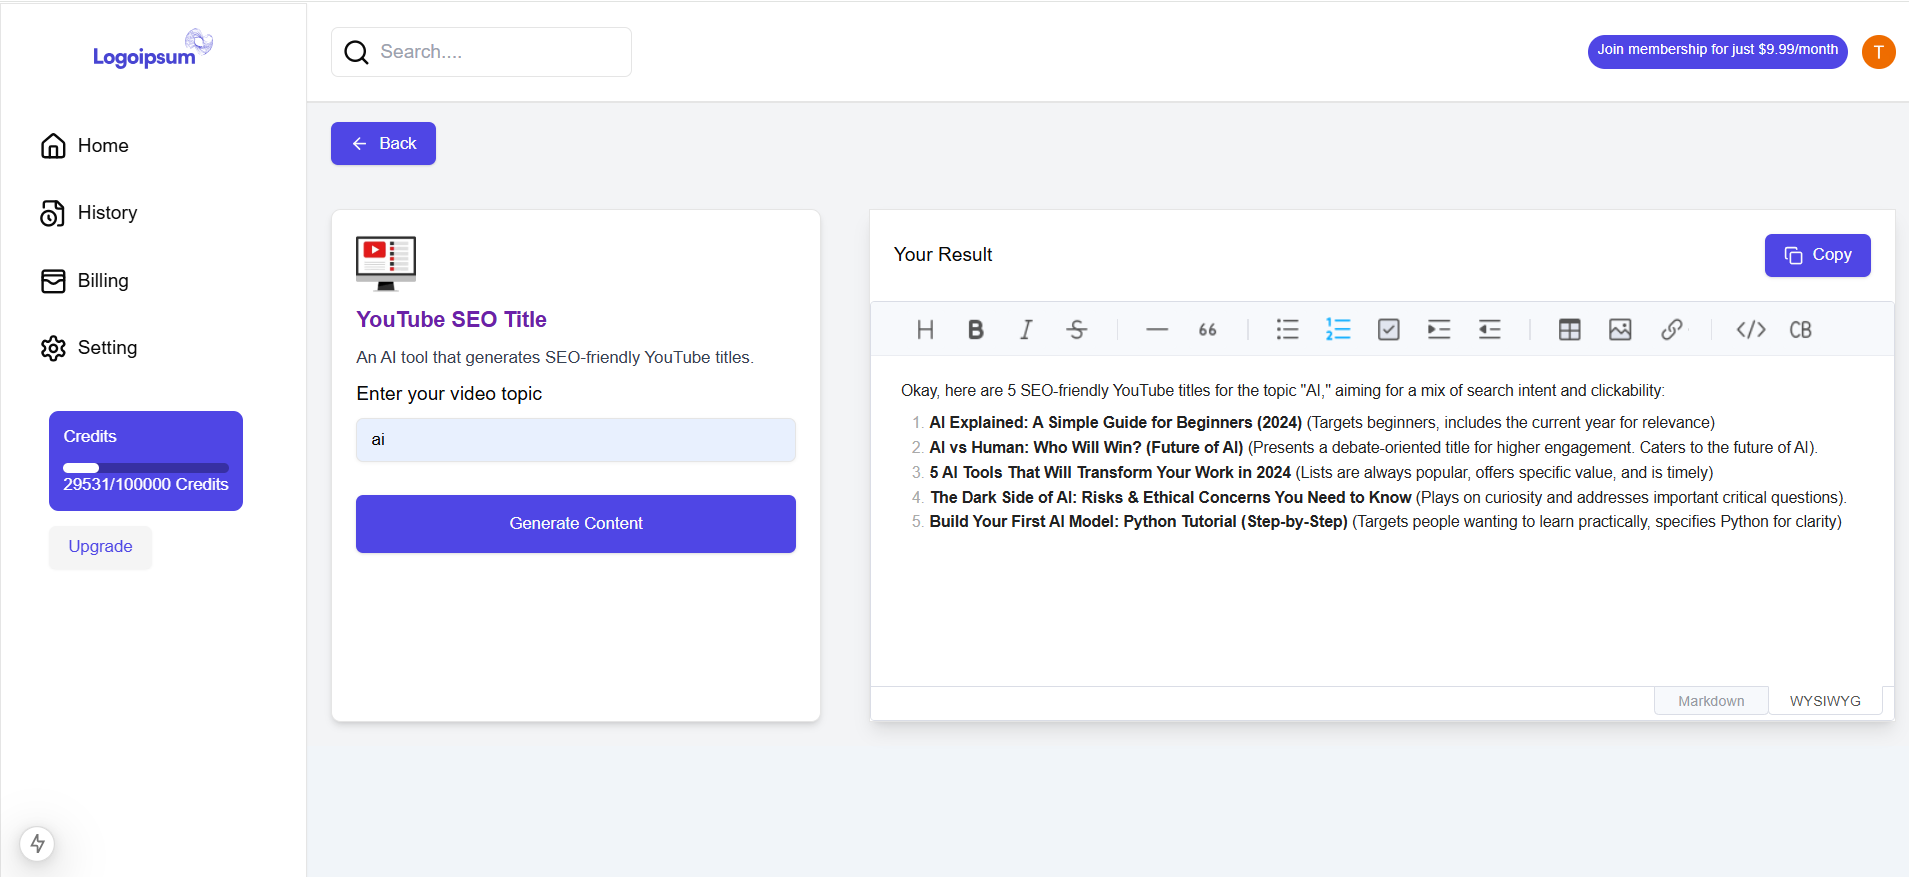 Logoipsum
Search....
Join membership for just $9.99/month
T
Home
History
Billing
Setting
Credits
29531/100000 Credits
Upgrade
Back
YouTube SEO Title
An AI tool that generates SEO-friendly YouTube titles.
Enter your video topic
ai
Generate Content
Your Result
Copy
H B I S 66 </> CB
Okay, here are 5 SEO-friendly YouTube titles for the topic "AI," aiming for a mix of search intent and clickability:
1. AI Explained: A Simple Guide for Beginners (2024) (Targets beginners, includes the current year for relevance)
2. AI vs Human: Who Will Win? (Future of AI) (Presents a debate-oriented title for higher engagement. Caters to the future of AI).
3. 5 AI Tools That Will Transform Your Work in 2024 (Lists are always popular, offers specific value, and is timely)
4. The Dark Side of AI: Risks & Ethical Concerns You Need to Know (Plays on curiosity and addresses important critical questions).
5. Build Your First AI Model: Python Tutorial (Step-by-Step) (Targets people wanting to learn practically, specifies Python for clarity)
Markdown
WYSIWYG